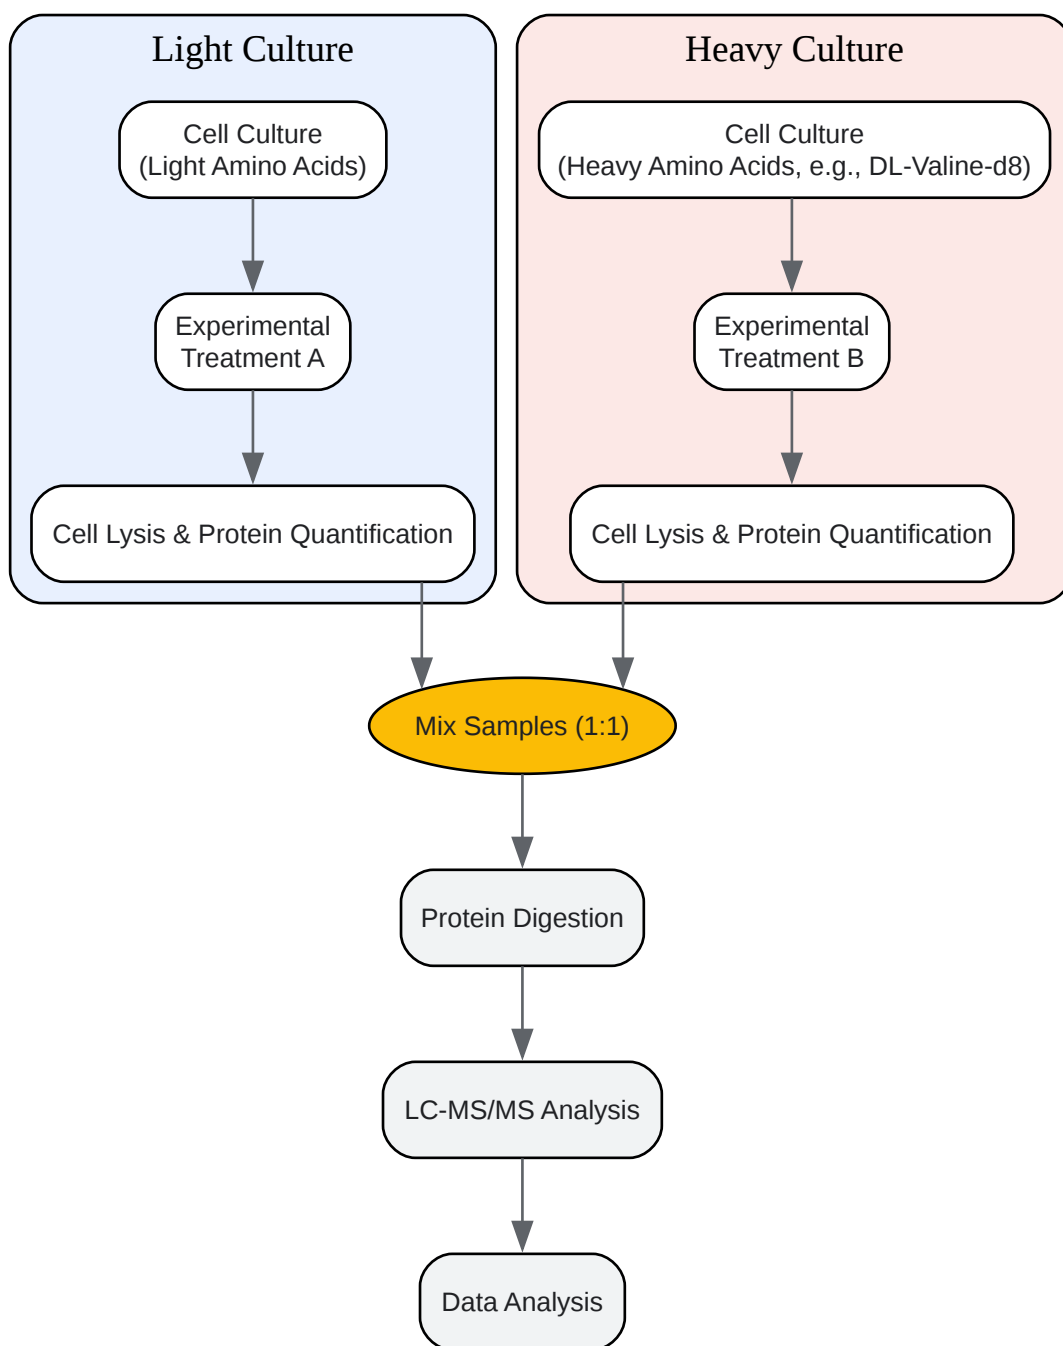 Light Culture
Cell Culture
(Light Amino Acids)
Experimental
Treatment A
Cell Lysis & Protein Quantification
Heavy Culture
Cell Culture
(Heavy Amino Acids, e.g., DL-Valine-d8)
Experimental
Treatment B
Cell Lysis & Protein Quantification
Mix Samples (1:1)
Protein Digestion
LC-MS/MS Analysis
Data Analysis